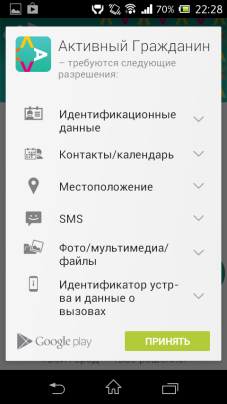 70% 22:28
Активный Гражданин
– требуются следующие
разрешения:
Идентификационные
данные
Контакты/календарь
Местоположение
SMS
Фото/мультимедиа/
файлы
Идентификатор устр-
ва и данные о
вызовах
Google play
ПРИНЯТЬ